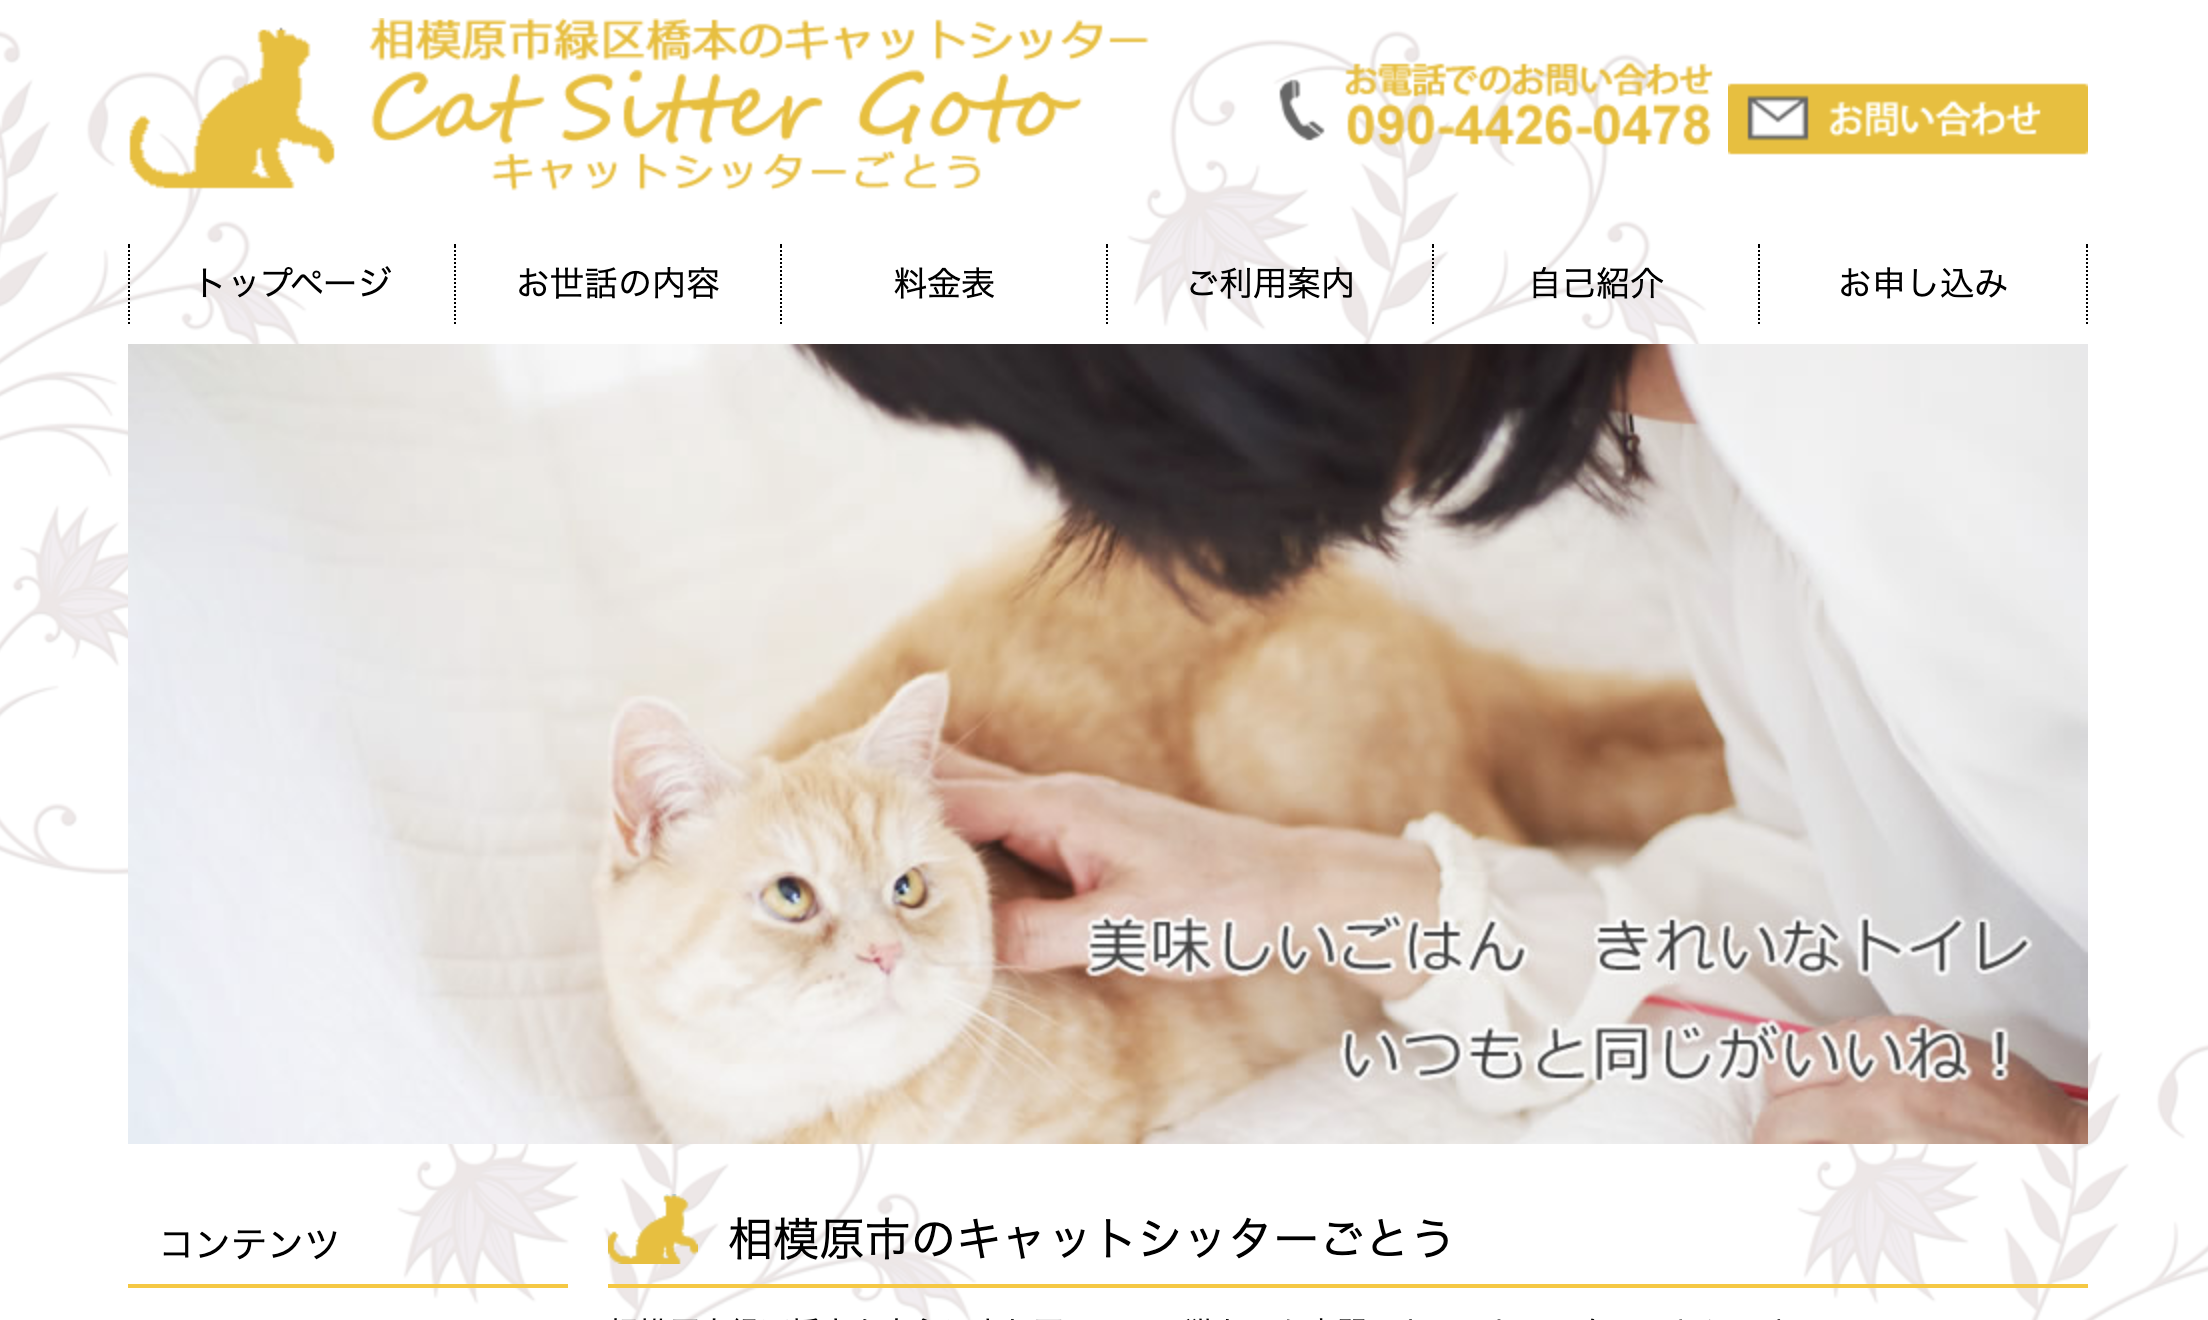 相模原市緑区橋本のキャットシッター
Cat Sitter Goto
キャットシッターごとう
お電話でのお問い合わせ
090-4426-0478
お問い合わせ
トップページ お世話の内容 料金表 ご利用案内 自己紹介 お申し込み
美味しいごはん　きれいなトイレ
いつもと同じがいいね！
コンテンツ
相模原市のキャットシッターごとう